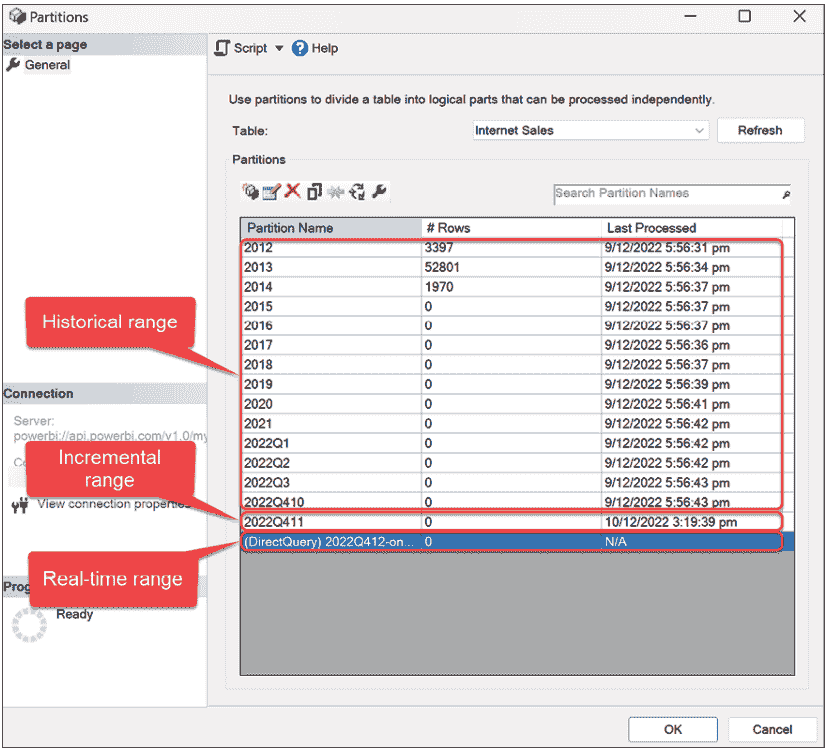 Partitions
Select a page
General
Script
Help
Use partitions to divide a table into logical parts that can be processed independently.
Table:
Internet Sales
Refresh
Partitions
Search Partition Names
Partition Name # Rows Last Processed
2012 3397 9/12/2022 5:56:31 pm
2013 52801 9/12/2022 5:56:34 pm
2014 1970 9/12/2022 5:56:37 pm
2015 0 9/12/2022 5:56:37 pm
2016 0 9/12/2022 5:56:37 pm
2017 0 9/12/2022 5:56:36 pm
2018 0 9/12/2022 5:56:37 pm
2019 0 9/12/2022 5:56:39 pm
2020 0 9/12/2022 5:56:41 pm
2021 0 9/12/2022 5:56:42 pm
2022Q1 0 9/12/2022 5:56:42 pm
2022Q2 0 9/12/2022 5:56:42 pm
2022Q3 0 9/12/2022 5:56:43 pm
2022Q410 0 9/12/2022 5:56:43 pm
2022Q411 0 10/12/2022 3:19:39 pm
(DirectQuery) 2022Q412-on... 0 N/A
Historical range
Connection
Server:
powerbi://api.powerbi.com/v1.0/my
Incremental
range
View connection properties
Real-time range
Ready
OK
Cancel